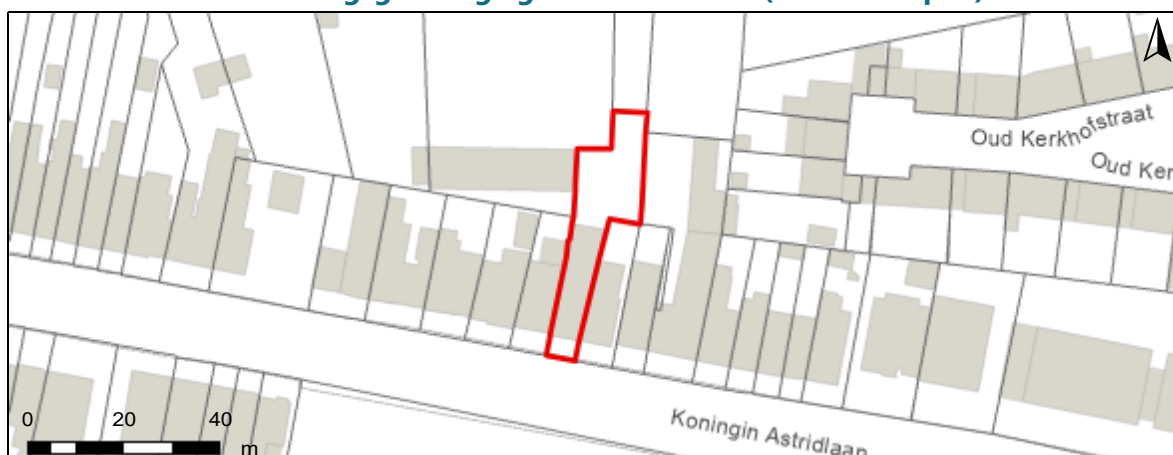 Oud Kerkhofstraat
Oud Ker
Koningin Astridlaan
0 20 40
m